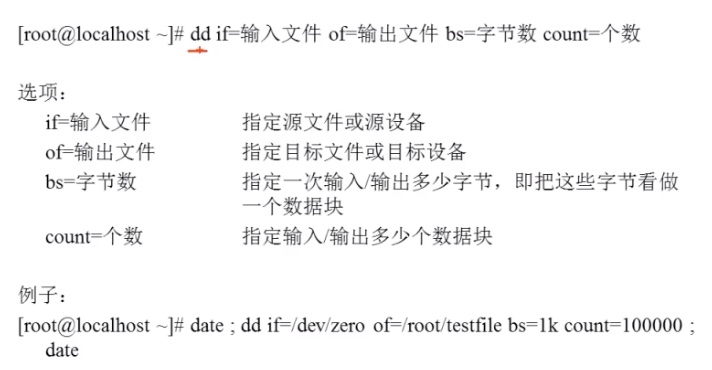 [root@localhost ~]# dd if=输入文件 of=输出文件 bs=字节数 count=个数
选项：
if=输入文件 指定源文件或源设备
of=输出文件 指定目标文件或目标设备
bs=字节数 指定一次输入/输出多少字节，即把这些字节看做
一个数据块
count=个数 指定输入/输出多少个数据块
例子：
[root@localhost ~]# date ; dd if=/dev/zero of=/root/testfile bs=1k count=100000 ;
date